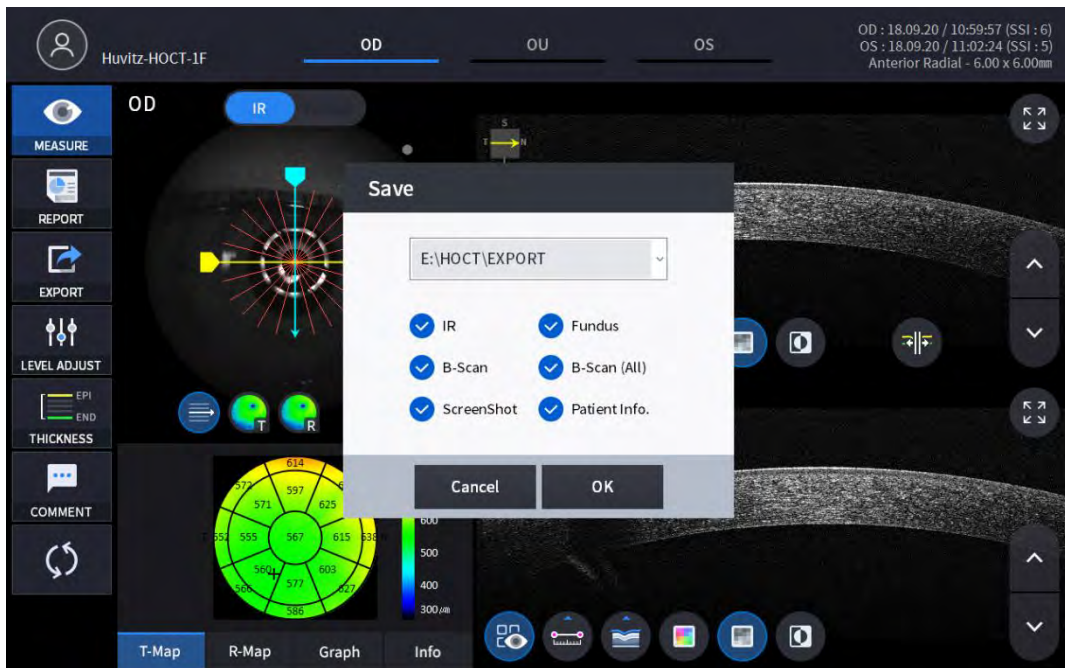 Huvitz-HOCT-1F
OD
OU
OS
OD : 18.09.20 / 10:59:57 (SSI : 6)
OS : 18.09.20 / 11:02:24 (SSI : 5)
Anterior Radial - 6.00 x 6.00mm
MEASURE
REPORT
EXPORT
LEVEL ADJUST
EPI
END
THICKNESS
COMMENT
OD
IR
S
T N
Save
E:\HOCT\EXPORT
IR
Fundus
B-Scan
B-Scan (All)
ScreenShot
Patient Info.
Cancel
OK
T
R
614
572 597
571 625
552 555 567 615 638
560 603
566 577 627
586
600
500
400
300 μm
T-Map
R-Map
Graph
Info